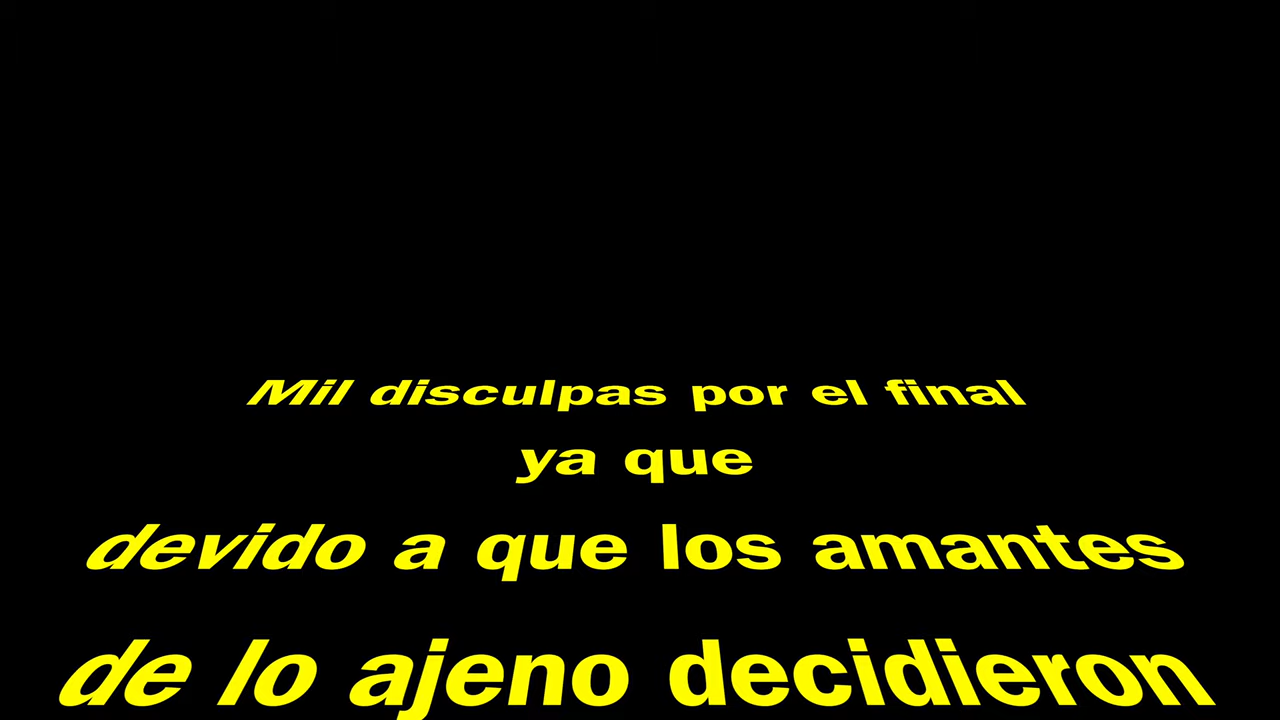 Mil disculpas por el final
ya que
devido a que los amantes
de lo ajeno decidieron